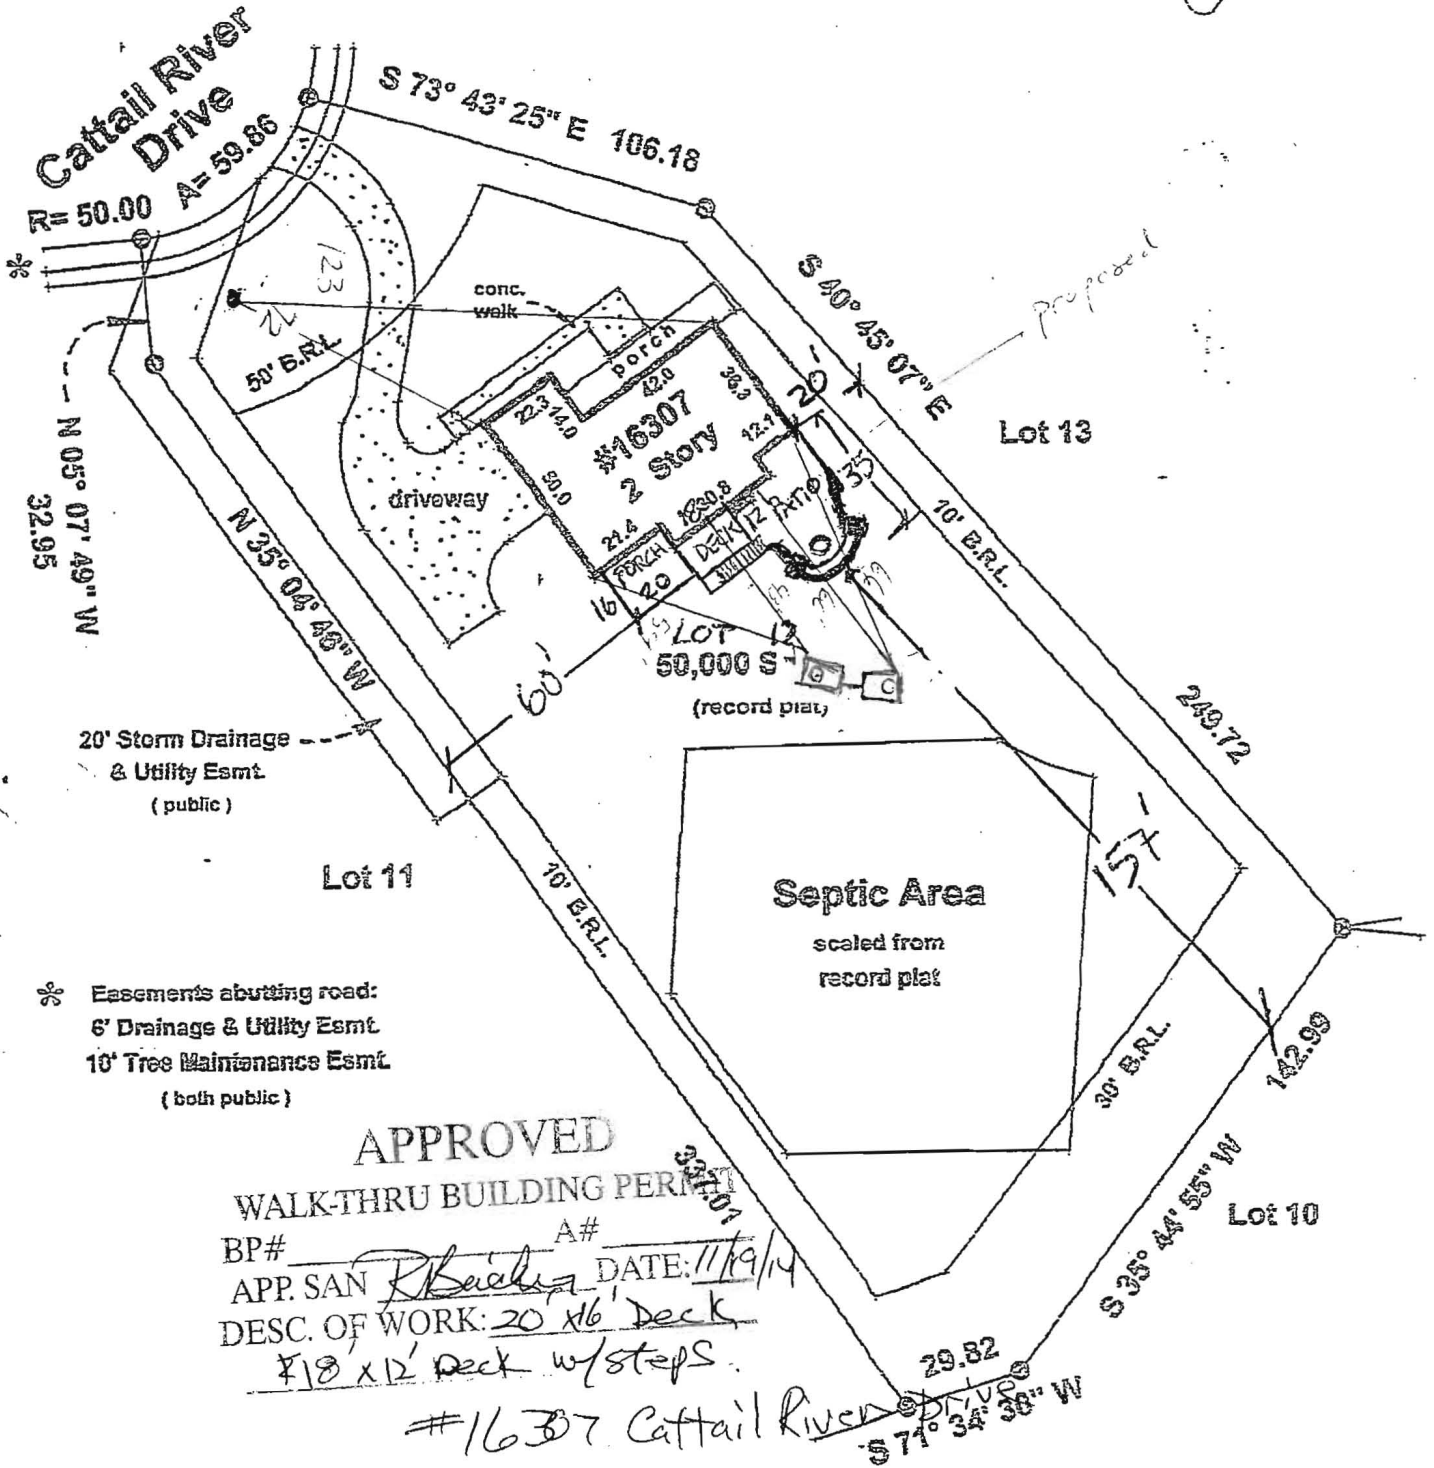 Cattail River
Drive
R= 50.00 A= 59.86
S 73° 43' 25" E 106.18
S 40° 45' 07" E
249.72
proposed
Lot 13
123
72
50' B.R.L.
conc.
walk
porch
42.0
36.3
22.3
14.0
#16307
2 Story
12.1
20'
50.0
30.8
18
21.4
PORCH
20
16
DECK
12
PATIO
35
driveway
10' B.R.L.
N 05° 07' 49" W
32.95
N 35° 04' 46" W
60'
LOT 12
50,000 S
(record plat)
C
20' Storm Drainage
& Utility Esmt.
( public )
Lot 11
10' B.R.L.
Septic Area
scaled from
record plat
157'
142.99
30' B.R.L.
S 35° 44' 55" W
Lot 10
* Easements abutting road:
6' Drainage & Utility Esmt.
10' Tree Maintenance Esmt.
( both public )
337.01
APPROVED
WALK-THRU BUILDING PERMIT
BP# A#
APP. SAN DATE: 11/19/14
DESC. OF WORK: 20' x16' Deck
18' x 12' Deck w/steps.
#16307 Cattail River Drive
29.82
S 71° 34' 36" W